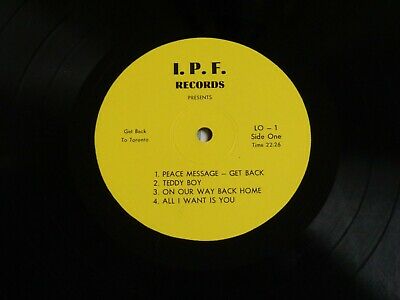 I. P. F.
RECORDS
PRESENTS
Get Back
To Toronto
LO – 1
Side One
Time 22:26
1. PEACE MESSAGE – GET BACK
2. TEDDY BOY
3. ON OUR WAY BACK HOME
4. ALL I WANT IS YOU